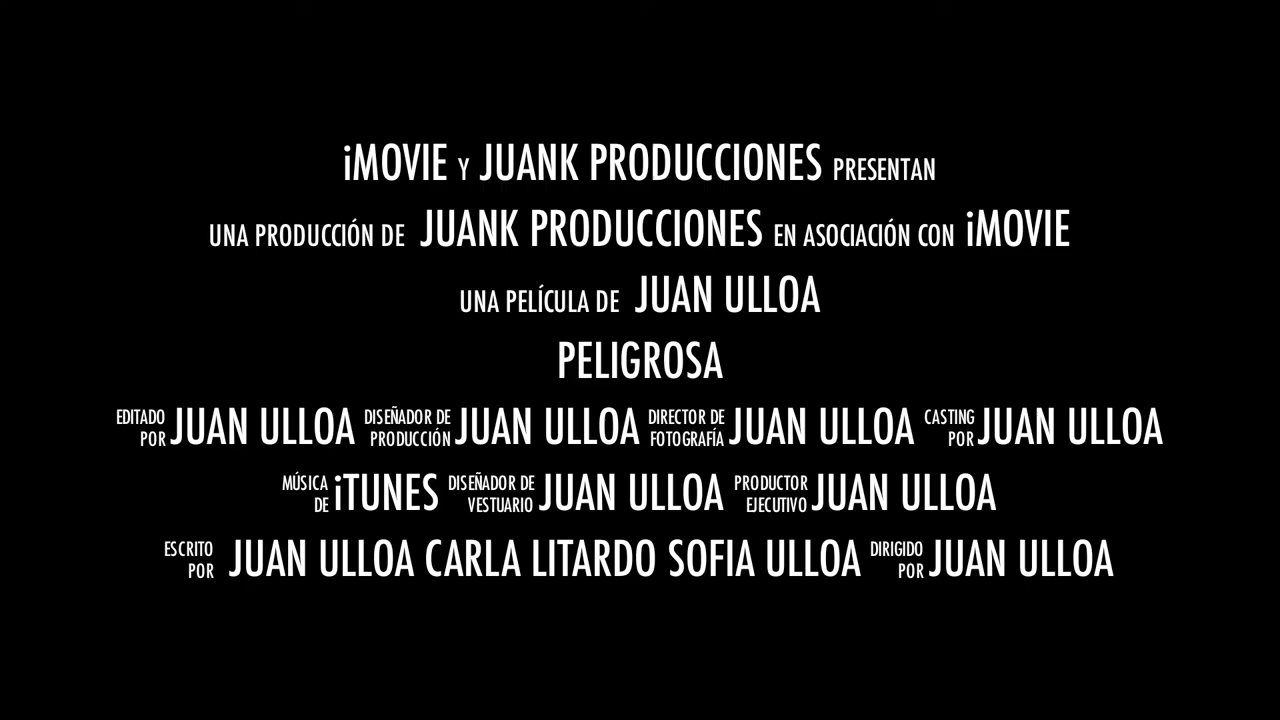 iMOVIE Y JUANK PRODUCCIONES PRESENTAN
UNA PRODUCCIÓN DE JUANK PRODUCCIONES EN ASOCIACIÓN CON iMOVIE
UNA PELÍCULA DE JUAN ULLOA
PELIGROSA
EDITADO POR JUAN ULLOA DISEÑADOR DE PRODUCCIÓN JUAN ULLOA DIRECTOR DE FOTOGRAFÍA JUAN ULLOA CASTING POR JUAN ULLOA
MÚSICA DE iTUNES DISEÑADOR DE VESTUARIO JUAN ULLOA PRODUCTOR EJECUTIVO JUAN ULLOA
ESCRITO POR JUAN ULLOA CARLA LITARDO SOFIA ULLOA DIRIGIDO POR JUAN ULLOA